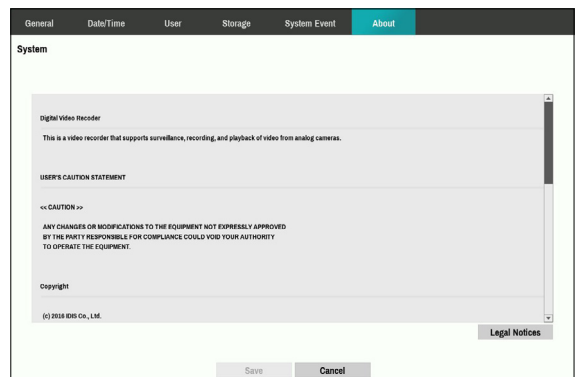 General Date/Time User Storage System Event About
System
Digital Video Recoder
This is a video recorder that supports surveillance, recording, and playback of video from analog cameras.
USER'S CAUTION STATEMENT
<< CAUTION >>
ANY CHANGES OR MODIFICATIONS TO THE EQUIPMENT NOT EXPRESSLY APPROVED
BY THE PARTY RESPONSIBLE FOR COMPLIANCE COULD VOID YOUR AUTHORITY
TO OPERATE THE EQUIPMENT.
Copyright
(c) 2016 IDIS Co., Ltd.
Legal Notices
Save Cancel